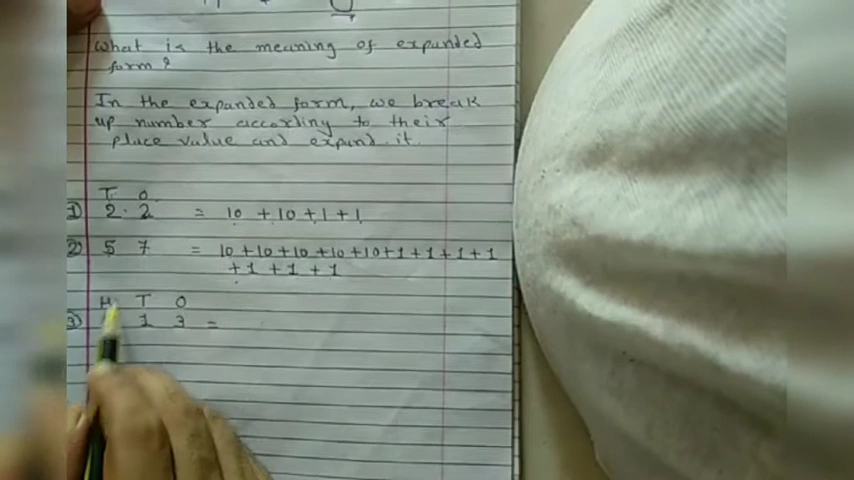 What is the meaning of expanded
form?
In the expanded form, we break
up number according to their
place value and expand it.
T O
1) 2 2 = 10 + 10 + 1 + 1
2) 5 7 = 10 + 10 + 10 + 10 + 10 + 1 + 1 + 1 + 1
+ 1 + 1 + 1
H T O
3) 1 3 =